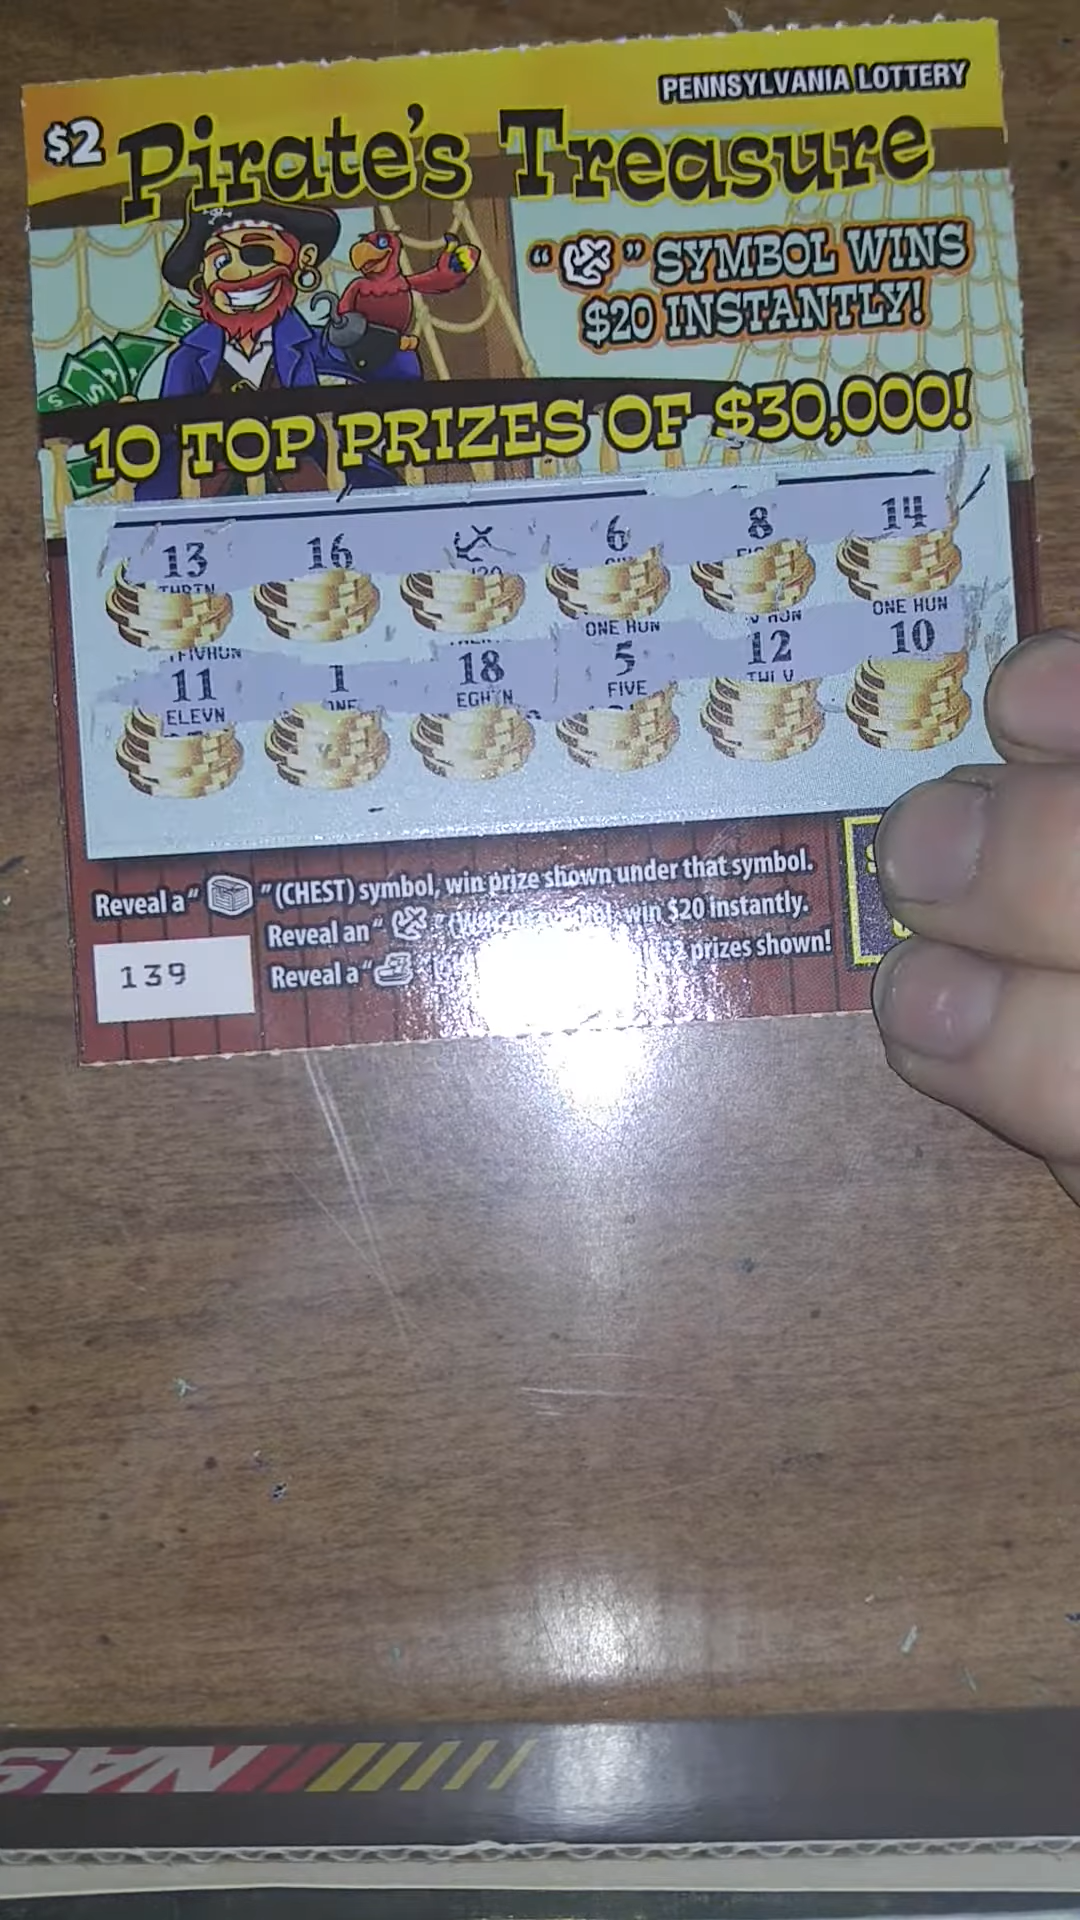 PENNSYLVANIA LOTTERY
$2
Pirate's Treasure
" " SYMBOL WINS
$20 INSTANTLY!
10 TOP PRIZES OF $30,000!
13 16 6 8 14
THRTN
ONE HUN ONE HUN
11 1 18 5 12 10
ELEVN FIVE
Reveal a " " (CHEST) symbol, win prize shown under that symbol.
Reveal an " " win $20 instantly.
Reveal a " prizes shown!
139
NAS